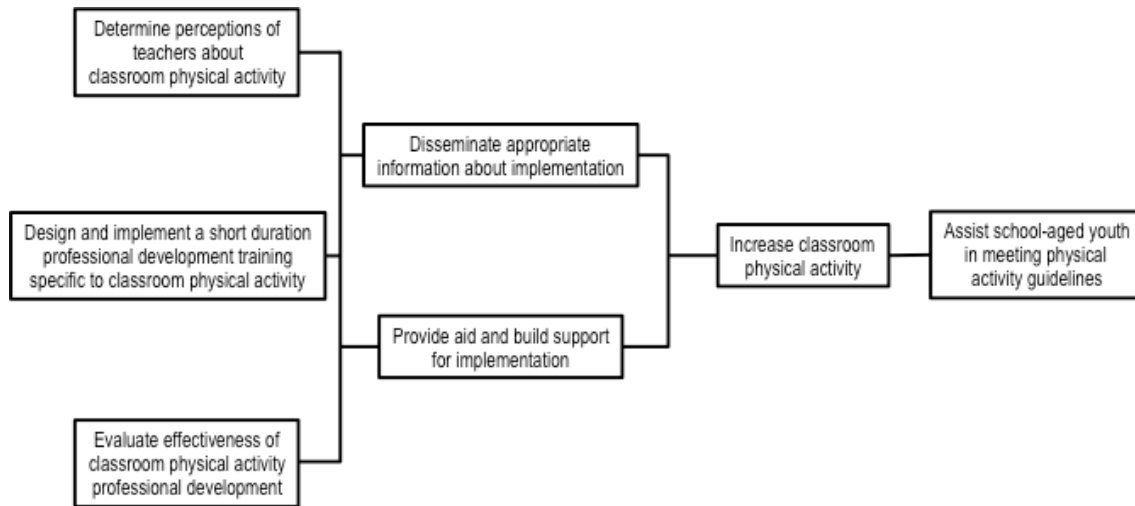 Determine perceptions of
teachers about
classroom physical activity
Design and implement a short duration
professional development training
specific to classroom physical activity
Evaluate effectiveness of
classroom physical activity
professional development
Disseminate appropriate
information about implementation
Provide aid and build support
for implementation
Increase classroom
physical activity
Assist school-aged youth
in meeting physical
activity guidelines